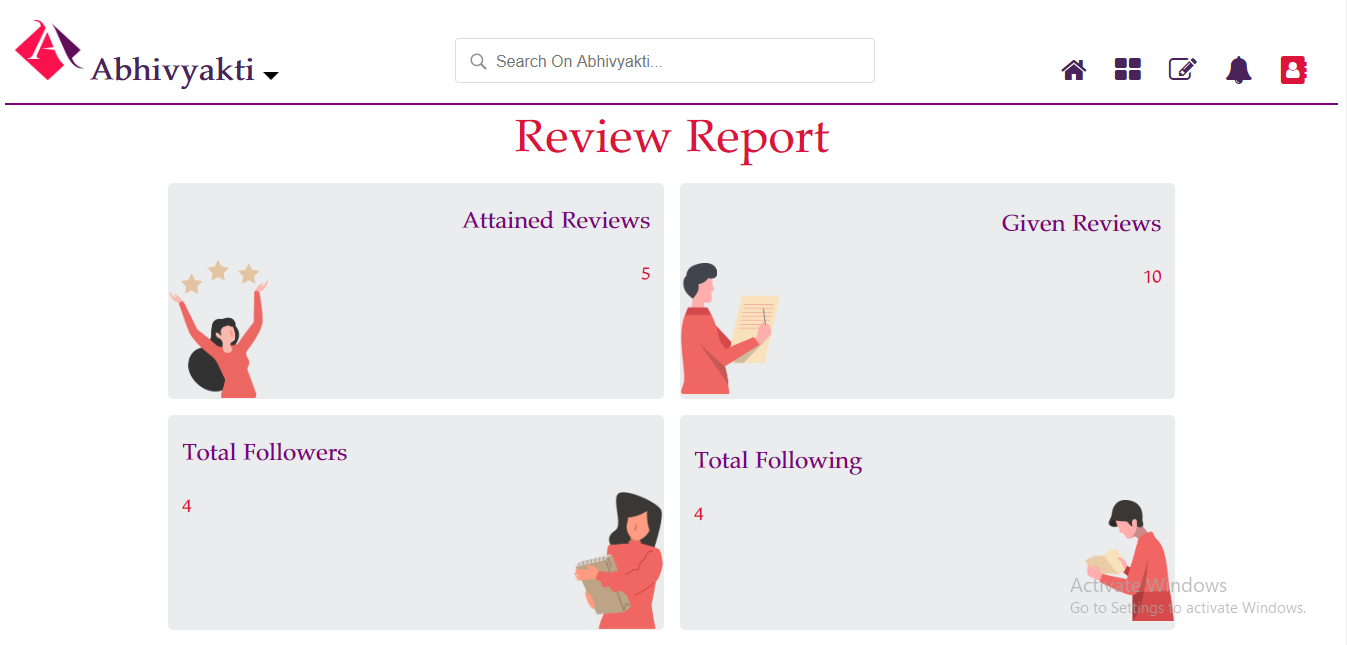 Abhivyakti
Search On Abhivyakti...
Review Report
Attained Reviews
5
Given Reviews
10
Total Followers
4
Total Following
4
Activate Windows
Go to Settings to activate Windows.